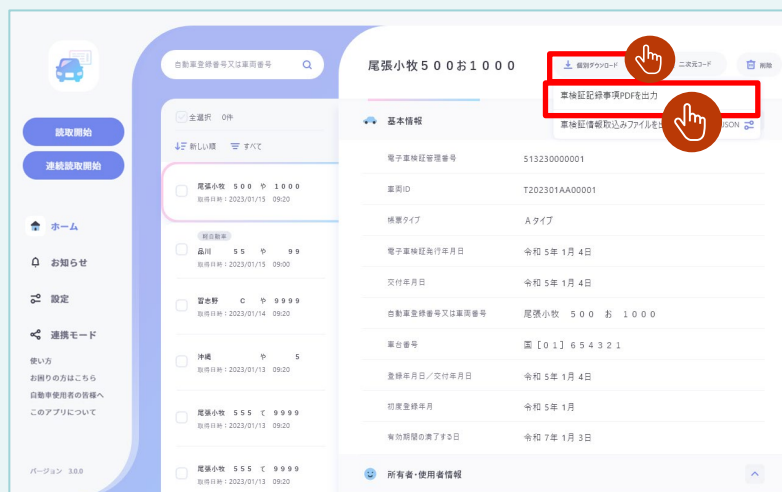 読取開始
連続読取開始
ホーム
お知らせ
設定
連携モード
使い方
お困りの方はこちら
自動車使用者の皆様へ
このアプリについて
バージョン 3.0.0
自動車登録番号又は車両番号
全選択 0件
新しい順 すべて
尾張小牧 500 や 1000
取得日時：2023/01/15 09:20
軽自動車
品川 55 や 99
取得日時：2023/01/15 09:00
習志野 C や 9999
取得日時：2023/01/14 09:20
沖縄 や 5
取得日時：2023/01/13 09:20
尾張小牧 555 て 9999
取得日時：2023/01/13 09:20
尾張小牧 555 て 9999
取得日時：2023/01/13 09:20
尾張小牧５００お１０００
個別ダウンロード
二次元コード
削除
車検証記録事項PDFを出力
車検証情報取込みファイルを出
JSON
基本情報
電子車検証管理番号 513230000001
車両ID T202301AA00001
帳票タイプ Aタイプ
電子車検証発行年月日 令和 5年 1月 4日
交付年月日 令和 5年 1月 4日
自動車登録番号又は車両番号 尾張小牧 500 お 1000
車台番号 国［０１］６５４３２１
登録年月日／交付年月日 令和 5年 1月 4日
初度登録年月 令和 5年 1月
有効期間の満了する日 令和 7年 1月 3日
所有者・使用者情報